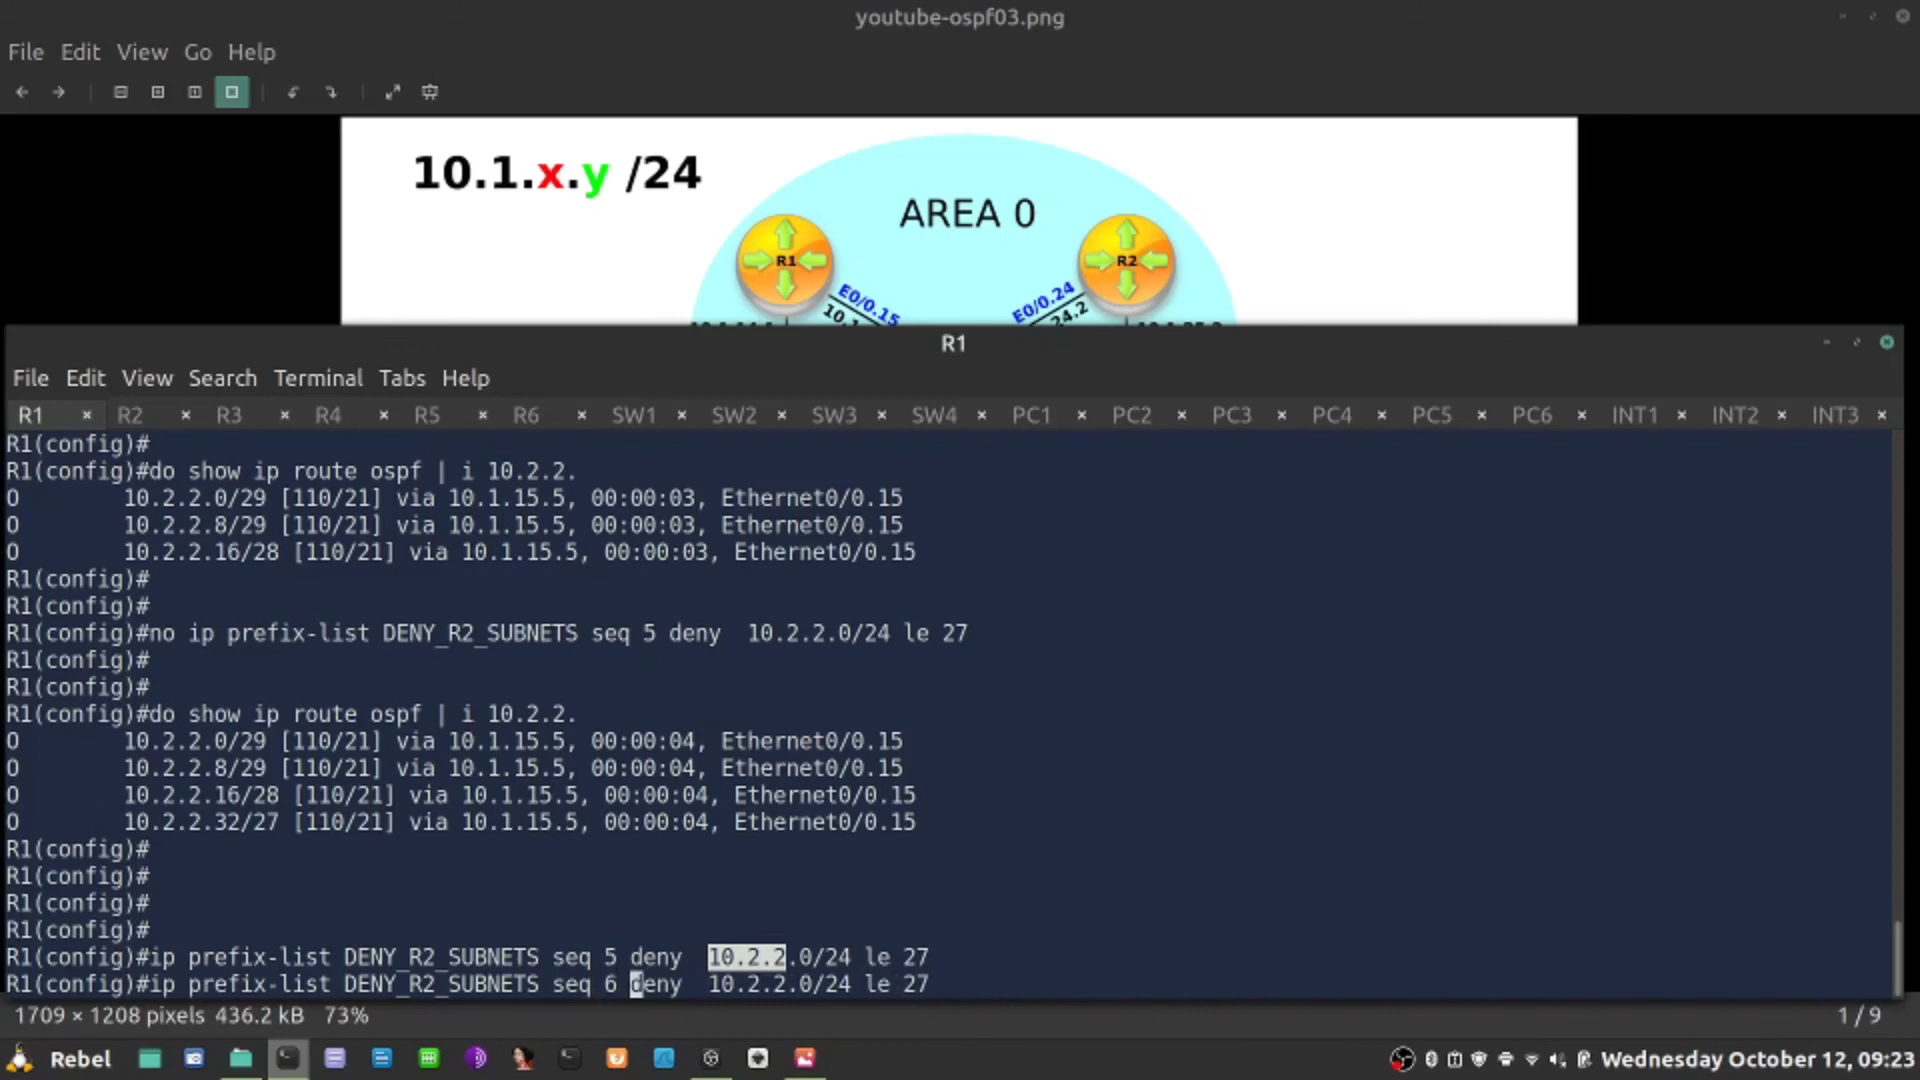 youtube-ospf03.png
File Edit View Go Help
10.1.x.y /24
AREA 0
R1
R2
E0/0.15
10.1
E0/0.24
24.2
R1
File Edit View Search Terminal Tabs Help
R1 × R2 × R3 × R4 × R5 × R6 × SW1 × SW2 × SW3 × SW4 × PC1 × PC2 × PC3 × PC4 × PC5 × PC6 × INT1 × INT2 × INT3 ×
R1(config)#
R1(config)#do show ip route ospf | i 10.2.2.
O        10.2.2.0/29 [110/21] via 10.1.15.5, 00:00:03, Ethernet0/0.15
O        10.2.2.8/29 [110/21] via 10.1.15.5, 00:00:03, Ethernet0/0.15
O        10.2.2.16/28 [110/21] via 10.1.15.5, 00:00:03, Ethernet0/0.15
R1(config)#
R1(config)#
R1(config)#no ip prefix-list DENY_R2_SUBNETS seq 5 deny  10.2.2.0/24 le 27
R1(config)#
R1(config)#
R1(config)#do show ip route ospf | i 10.2.2.
O        10.2.2.0/29 [110/21] via 10.1.15.5, 00:00:04, Ethernet0/0.15
O        10.2.2.8/29 [110/21] via 10.1.15.5, 00:00:04, Ethernet0/0.15
O        10.2.2.16/28 [110/21] via 10.1.15.5, 00:00:04, Ethernet0/0.15
O        10.2.2.32/27 [110/21] via 10.1.15.5, 00:00:04, Ethernet0/0.15
R1(config)#
R1(config)#
R1(config)#
R1(config)#
R1(config)#ip prefix-list DENY_R2_SUBNETS seq 5 deny  10.2.2.0/24 le 27
R1(config)#ip prefix-list DENY_R2_SUBNETS seq 6 deny  10.2.2.0/24 le 27
1709 × 1208 pixels 436.2 kB 73%
1 / 9
Rebel
Wednesday October 12, 09:23